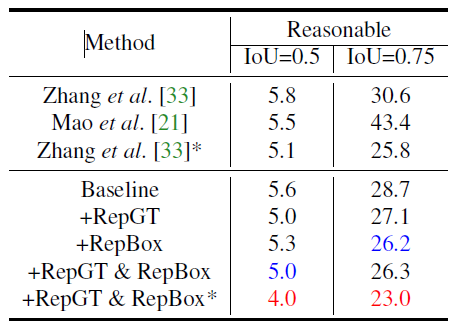 Method Reasonable
IoU=0.5 IoU=0.75
Zhang et al. [33] 5.8 30.6
Mao et al. [21] 5.5 43.4
Zhang et al. [33]* 5.1 25.8
Baseline 5.6 28.7
+RepGT 5.0 27.1
+RepBox 5.3 26.2
+RepGT & RepBox 5.0 26.3
+RepGT & RepBox* 4.0 23.0